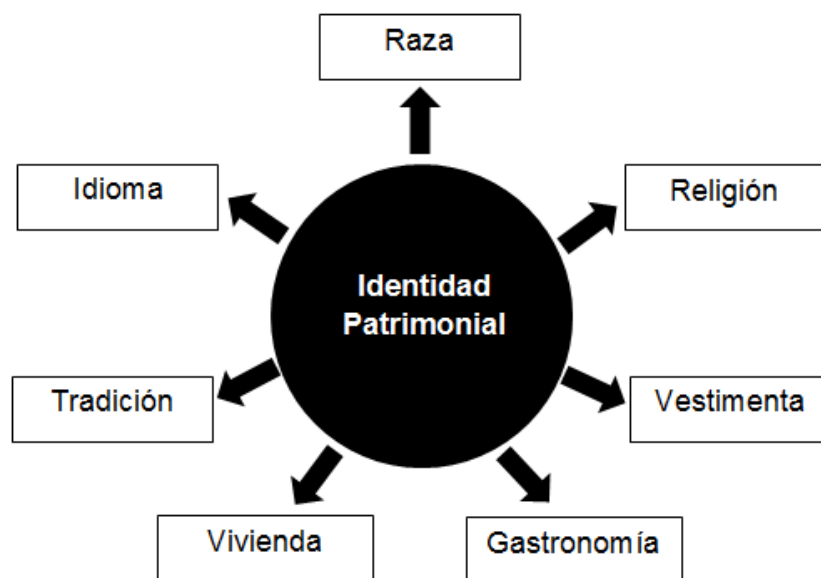 Raza
Idioma
Religión
Identidad
Patrimonial
Tradición
Vestimenta
Vivienda
Gastronomía